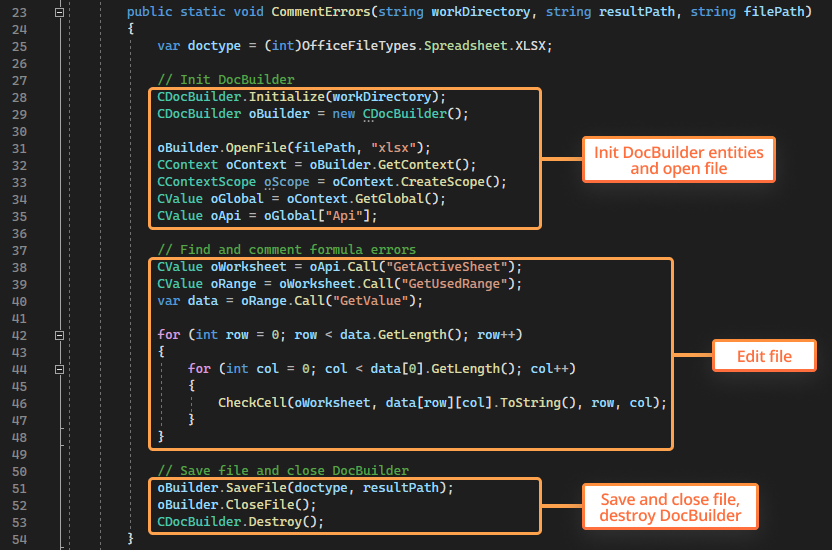 23 public static void CommentErrors(string workDirectory, string resultPath, string filePath)
24 {
25 var doctype = (int)OfficeFileTypes.Spreadsheet.XLSX;
26
27 // Init DocBuilder
28 CDocBuilder.Initialize(workDirectory);
29 CDocBuilder oBuilder = new CDocBuilder();
30
31 oBuilder.OpenFile(filePath, "xlsx");
32 CContext oContext = oBuilder.GetContext();
33 CContextScope oScope = oContext.CreateScope();
34 CValue oGlobal = oContext.GetGlobal();
35 CValue oApi = oGlobal["Api"];
Init DocBuilder entities
and open file
36
37 // Find and comment formula errors
38 CValue oWorksheet = oApi.Call("GetActiveSheet");
39 CValue oRange = oWorksheet.Call("GetUsedRange");
40 var data = oRange.Call("GetValue");
41
42 for (int row = 0; row < data.GetLength(); row++)
43 {
44 for (int col = 0; col < data[0].GetLength(); col++)
45 {
46 CheckCell(oWorksheet, data[row][col].ToString(), row, col);
47 }
48 }
Edit file
49
50 // Save file and close DocBuilder
51 oBuilder.SaveFile(doctype, resultPath);
52 oBuilder.CloseFile();
53 CDocBuilder.Destroy();
Save and close file,
destroy DocBuilder
54 }